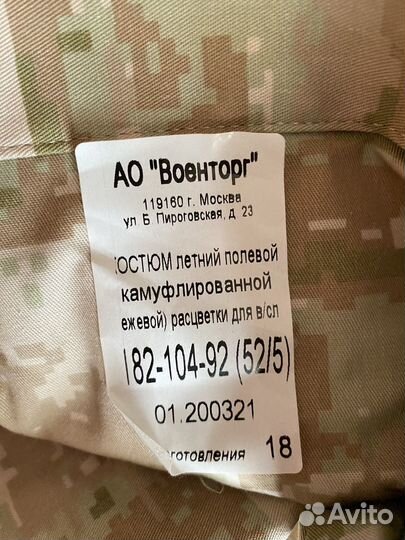 АО "Военторг"
119160 г. Москва
ул. Б. Пироговская, д. 23
КОСТЮМ летний полевой
камуфлированной
ежевой) расцветки для в/сл
182-104-92 (52/5)
01.200321
зготовления 18
Avito